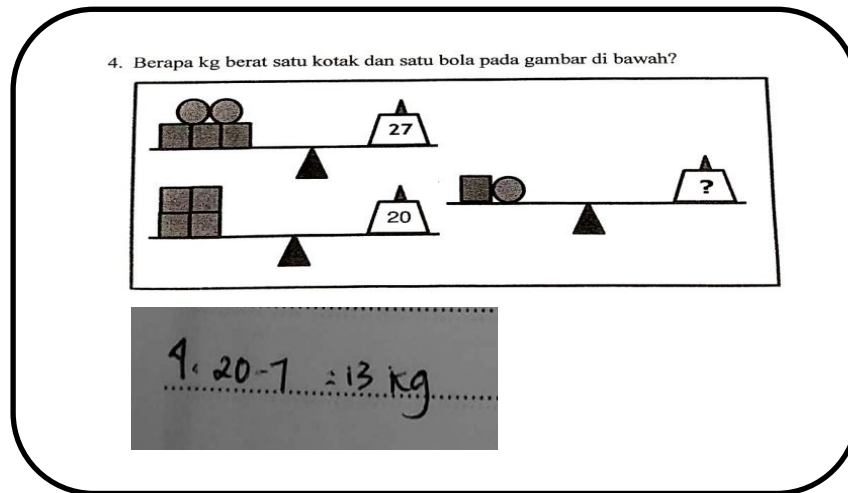 4. Berapa kg berat satu kotak dan satu bola pada gambar di bawah?
27
20
?
4. 20-7 = 13 kg